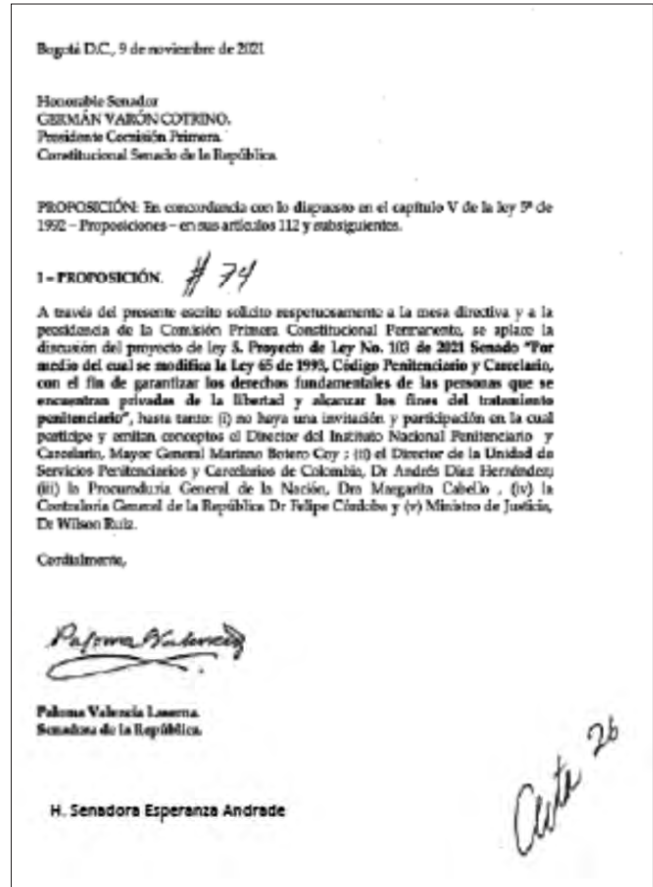 Bogotá D.C., 9 de noviembre de 2021
Honorable Senador
GERMÁN VARÓN COTRINO.
Presidente Comisión Primera.
Constitucional Senado de la República
PROPOSICIÓN: En concordancia con lo dispuesto en el capítulo V de la ley 5ª de
1992 – Proposiciones – en sus artículos 112 y subsiguientes.
1 – PROPOSICIÓN. # 74
A través del presente escrito solicito respetuosamente a la mesa directiva y a la
presidencia de la Comisión Primera Constitucional Permanente, se aplace la
discusión del proyecto de ley 5. Proyecto de Ley No. 103 de 2021 Senado "Por
medio del cual se modifica la Ley 65 de 1993, Código Penitenciario y Carcelario,
con el fin de garantizar los derechos fundamentales de las personas que se
encuentran privadas de la libertad y alcanzar los fines del tratamiento
penitenciario", hasta tanto: (i) no haya una invitación y participación en la cual
participe y emitan conceptos el Director del Instituto Nacional Penitenciario y
Carcelario, Mayor General Mariano Botero Coy ; (ii) el Director de la Unidad de
Servicios Penitenciarios y Carcelarios de Colombia, Dr Andrés Díaz Hernández;
(iii) la Procuraduría General de la Nación, Dra Margarita Cabello , (iv) la
Contraloría General de la República Dr Felipe Córdoba y (v) Ministro de Justicia,
Dr Wilson Ruiz.
Cordialmente,
Paloma Valencia
Paloma Valencia Laserna.
Senadora de la República.
H. Senadora Esperanza Andrade
Acta 26